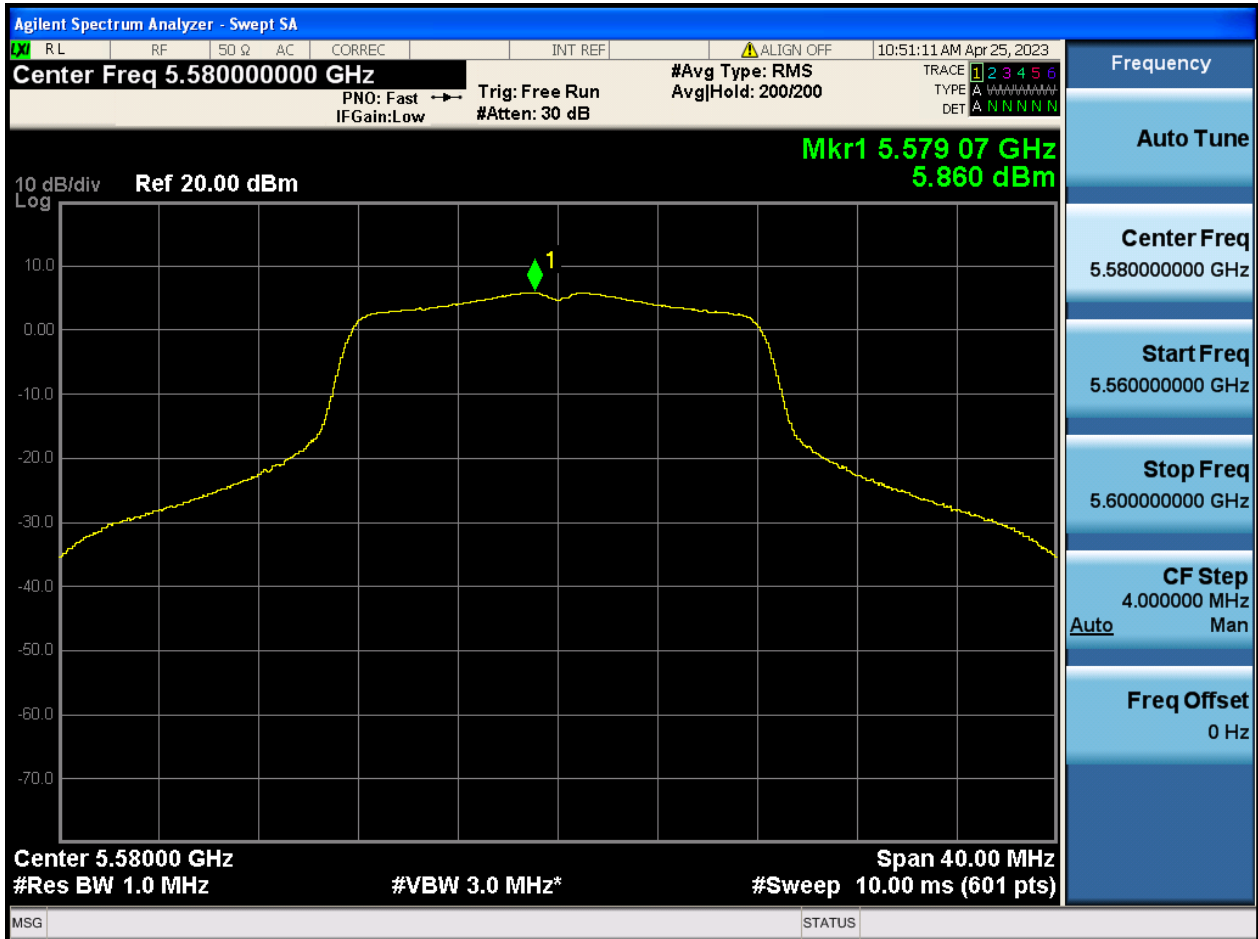 Agilent Spectrum Analyzer - Swept SA
LXI RL RF 50 Ω AC CORREC INT REF ALIGN OFF 10:51:11 AM Apr 25, 2023
Center Freq 5.580000000 GHz
PNO: Fast
IFGain:Low
Trig: Free Run
#Atten: 30 dB
#Avg Type: RMS
Avg|Hold: 200/200
TRACE 1 2 3 4 5 6
TYPE A WWWWW
DET A N N N N N
Mkr1 5.579 07 GHz
5.860 dBm
10 dB/div Ref 20.00 dBm
Log
1
10.0
0.00
-10.0
-20.0
-30.0
-40.0
-50.0
-60.0
-70.0
Center 5.58000 GHz Span 40.00 MHz
#Res BW 1.0 MHz #VBW 3.0 MHz* #Sweep 10.00 ms (601 pts)
MSG STATUS
Frequency
Auto Tune
Center Freq
5.580000000 GHz
Start Freq
5.560000000 GHz
Stop Freq
5.600000000 GHz
CF Step
4.000000 MHz
Auto Man
Freq Offset
0 Hz